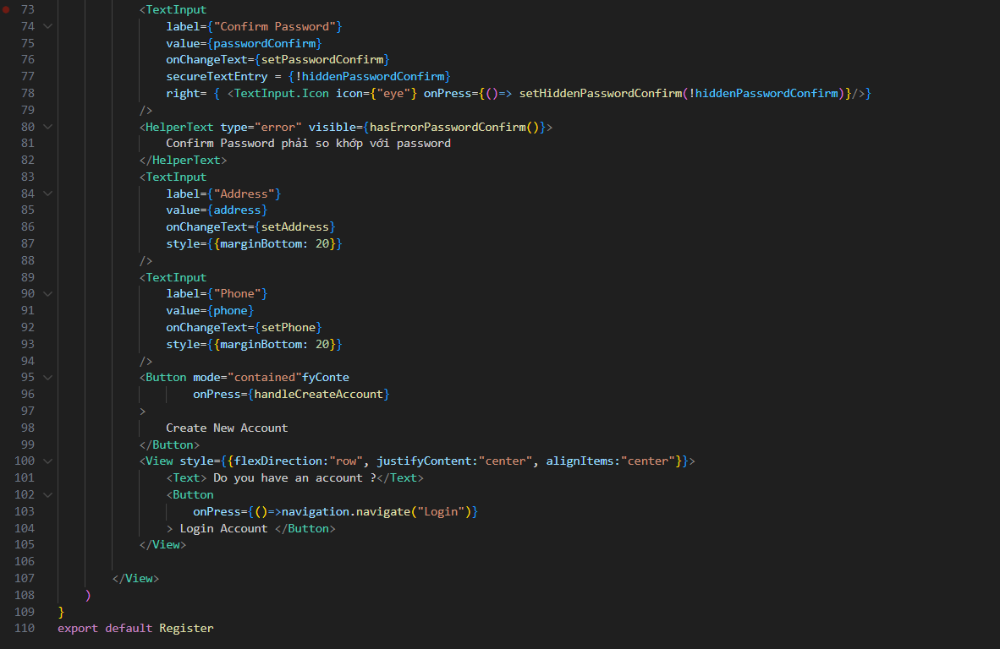 73 <TextInput
74 label={"Confirm Password"}
75 value={passwordConfirm}
76 onChangeText={setPasswordConfirm}
77 secureTextEntry = {!hiddenPasswordConfirm}
78 right= { <TextInput.Icon icon={"eye"} onPress={()=> setHiddenPasswordConfirm(!hiddenPasswordConfirm)}/>}
79 />
80 <HelperText type="error" visible={hasErrorPasswordConfirm()}>
81 Confirm Password phải so khớp với password
82 </HelperText>
83 <TextInput
84 label={"Address"}
85 value={address}
86 onChangeText={setAddress}
87 style={{marginBottom: 20}}
88 />
89 <TextInput
90 label={"Phone"}
91 value={phone}
92 onChangeText={setPhone}
93 style={{marginBottom: 20}}
94 />
95 <Button mode="contained"fyConte
96 onPress={handleCreateAccount}
97 >
98 Create New Account
99 </Button>
100 <View style={{flexDirection:"row", justifyContent:"center", alignItems:"center"}}>
101 <Text> Do you have an account ?</Text>
102 <Button
103 onPress={()=>navigation.navigate("Login")}
104 > Login Account </Button>
105 </View>
106
107 </View>
108 )
109 }
110 export default Register